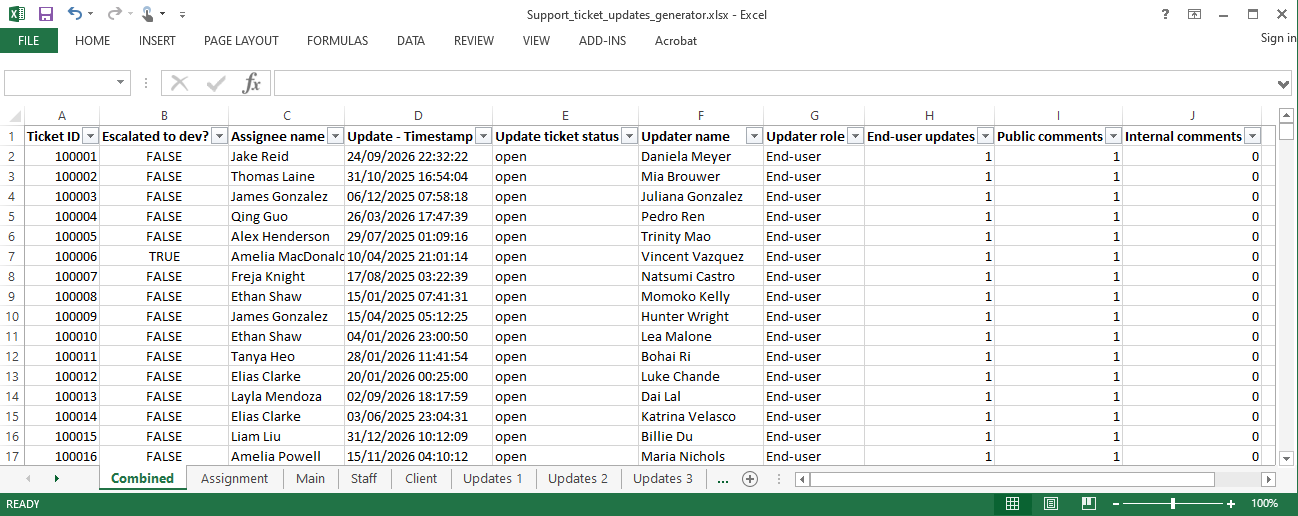 Support_ticket_updates_generator.xlsx - Excel
FILE HOME INSERT PAGE LAYOUT FORMULAS DATA REVIEW VIEW ADD-INS Acrobat Sign in
fx
A B C D E F G H I J
1 Ticket ID Escalated to dev? Assignee name Update - Timestamp Update ticket status Updater name Updater role End-user updates Public comments Internal comments
2 100001 FALSE Jake Reid 24/09/2026 22:32:22 open Daniela Meyer End-user 1 1 0
3 100002 FALSE Thomas Laine 31/10/2025 16:54:04 open Mia Brouwer End-user 1 1 0
4 100003 FALSE James Gonzalez 06/12/2025 07:58:18 open Juliana Gonzalez End-user 1 1 0
5 100004 FALSE Qing Guo 26/03/2026 17:47:39 open Pedro Ren End-user 1 1 0
6 100005 FALSE Alex Henderson 29/07/2025 01:09:16 open Trinity Mao End-user 1 1 0
7 100006 TRUE Amelia MacDonald 10/04/2025 21:01:14 open Vincent Vazquez End-user 1 1 0
8 100007 FALSE Freja Knight 17/08/2025 03:22:39 open Natsumi Castro End-user 1 1 0
9 100008 FALSE Ethan Shaw 15/01/2025 07:41:31 open Momoko Kelly End-user 1 1 0
10 100009 FALSE James Gonzalez 15/04/2025 05:12:25 open Hunter Wright End-user 1 1 0
11 100010 FALSE Ethan Shaw 04/01/2026 23:00:50 open Lea Malone End-user 1 1 0
12 100011 FALSE Tanya Heo 28/01/2026 11:41:54 open Bohai Ri End-user 1 1 0
13 100012 FALSE Elias Clarke 20/01/2026 00:25:00 open Luke Chande End-user 1 1 0
14 100013 FALSE Layla Mendoza 02/09/2026 18:17:59 open Dai Lal End-user 1 1 0
15 100014 FALSE Elias Clarke 03/06/2025 23:04:31 open Katrina Velasco End-user 1 1 0
16 100015 FALSE Liam Liu 31/12/2026 10:12:09 open Billie Du End-user 1 1 0
17 100016 FALSE Amelia Powell 15/11/2026 04:10:12 open Maria Nichols End-user 1 1 0
Combined Assignment Main Staff Client Updates 1 Updates 2 Updates 3 ...
READY 100%